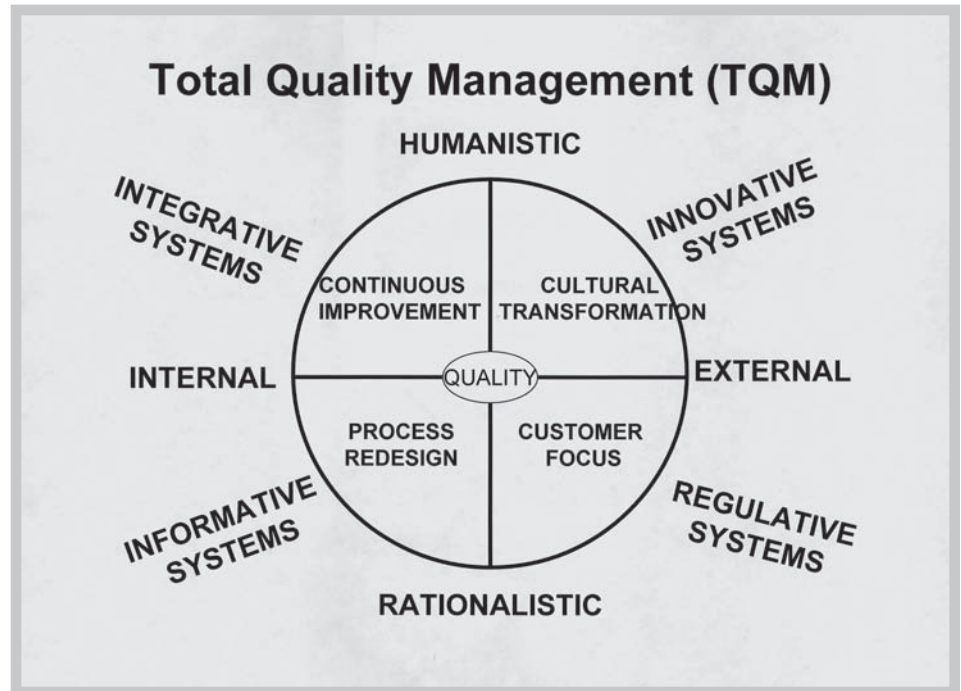 Total Quality Management (TQM)
HUMANISTIC
INTEGRATIVE
SYSTEMS
INNOVATIVE
SYSTEMS
CONTINUOUS
IMPROVEMENT
CULTURAL
TRANSFORMATION
INTERNAL
QUALITY
EXTERNAL
PROCESS
REDESIGN
CUSTOMER
FOCUS
INFORMATIVE
SYSTEMS
REGULATIVE
SYSTEMS
RATIONALISTIC